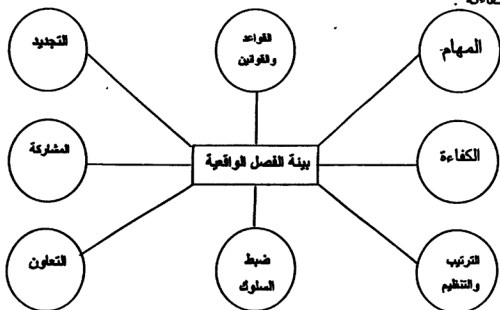 المهام
القواعد
والقوانين
التجديد
الكفاءة
بيئة الفصل الواقعية
المشاركة
الترتيب
والتنظيم
ضبط
السلوك
التعاون